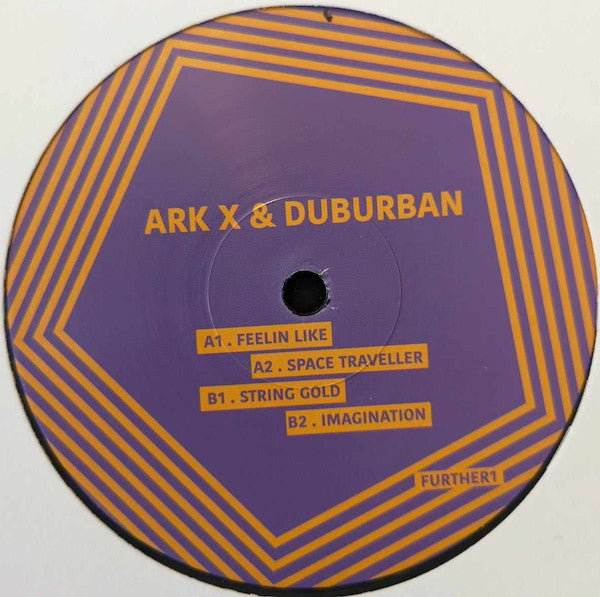 ARK X & DUBURBAN
A1 . FEELIN LIKE
A2 . SPACE TRAVELLER
B1 . STRING GOLD
B2 . IMAGINATION
FURTHER1